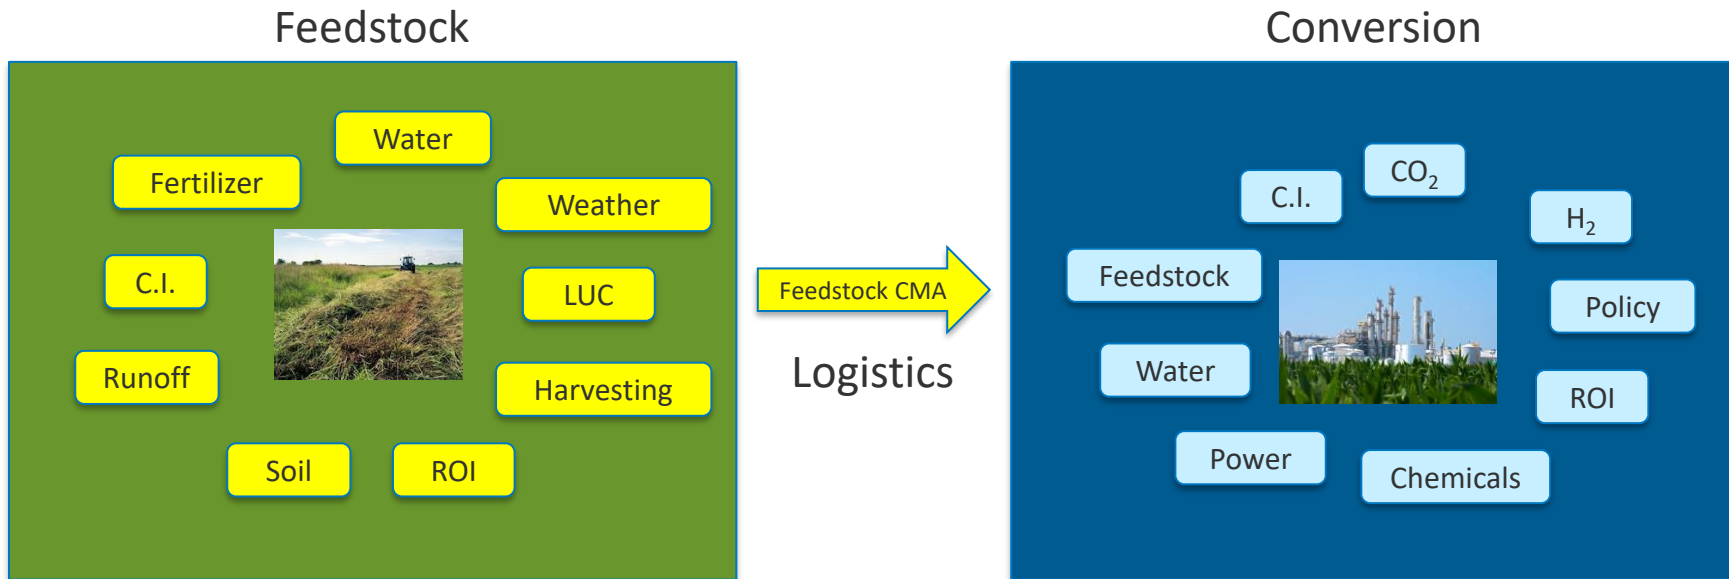 Feedstock
Water
Fertilizer
Weather
C.I.
LUC
Runoff
Harvesting
Soil
ROI
Feedstock CMA
Logistics
Conversion
CO₂
C.I.
H₂
Feedstock
Policy
Water
ROI
Power
Chemicals